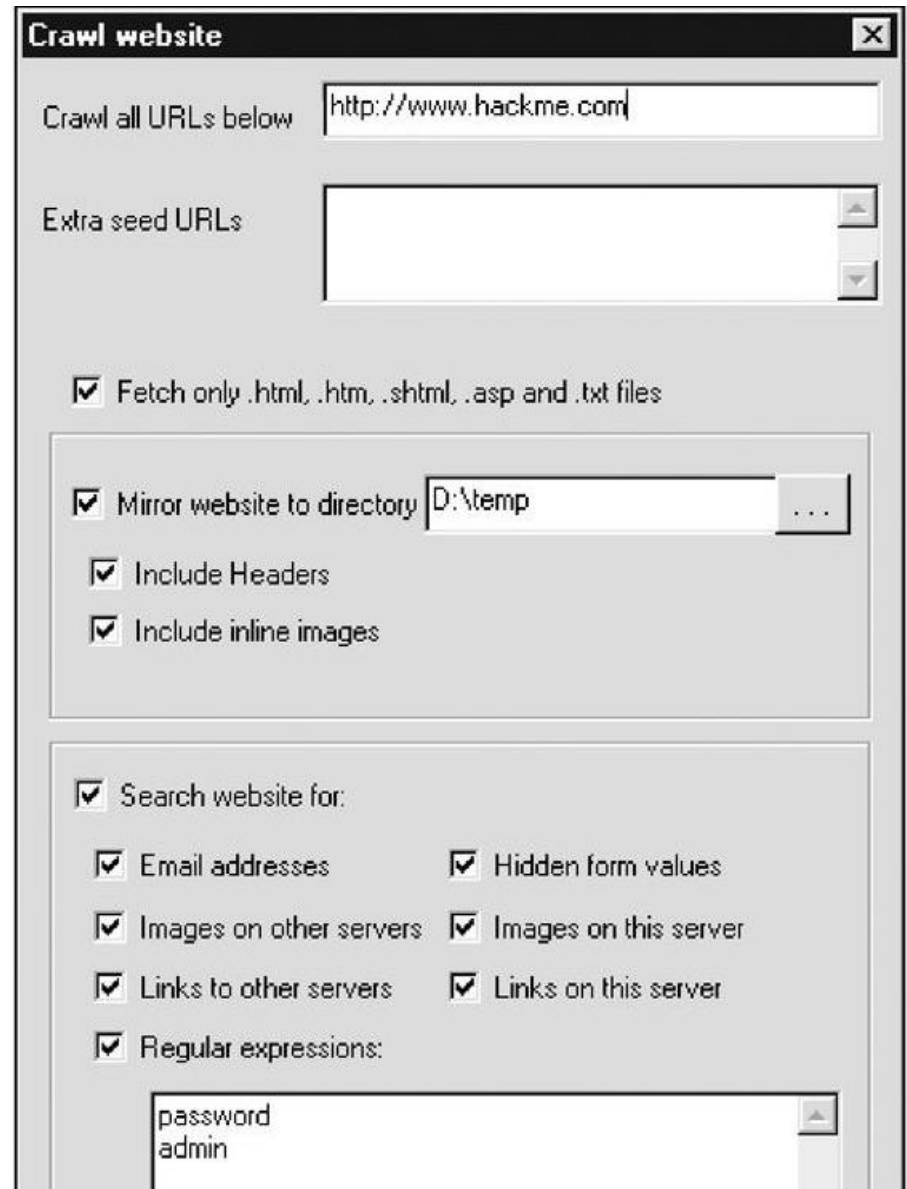 Crawl website
Crawl all URLs below http://www.hackme.com
Extra seed URLs
Fetch only .html, .htm, .shtml, .asp and .txt files
Mirror website to directory D:\temp ...
Include Headers
Include inline images
Search website for:
Email addresses Hidden form values
Images on other servers Images on this server
Links to other servers Links on this server
Regular expressions:
password
admin